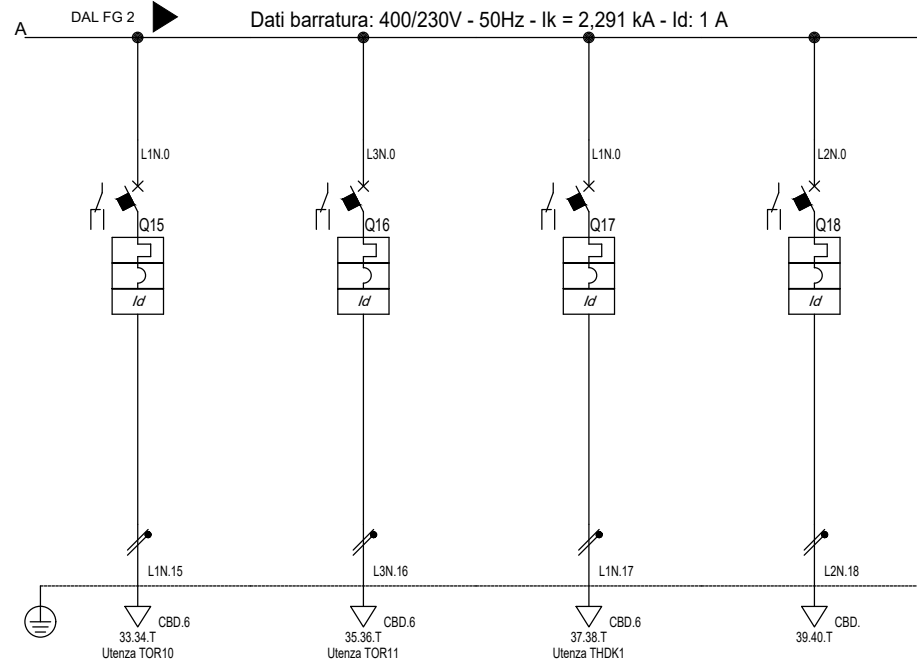 DAL FG 2
Dati barratura: 400/230V - 50Hz - Ik = 2,291 kA - Id: 1 A
A
L1N.0
L3N.0
L1N.0
L2N.0
Q15
Q16
Q17
Q18
Id
Id
Id
Id
L1N.15
L3N.16
L1N.17
L2N.18
CBD.6
CBD.6
CBD.6
CBD.
33.34.T
35.36.T
37.38.T
39.40.T
Utenza TOR10
Utenza TOR11
Utenza THDK1